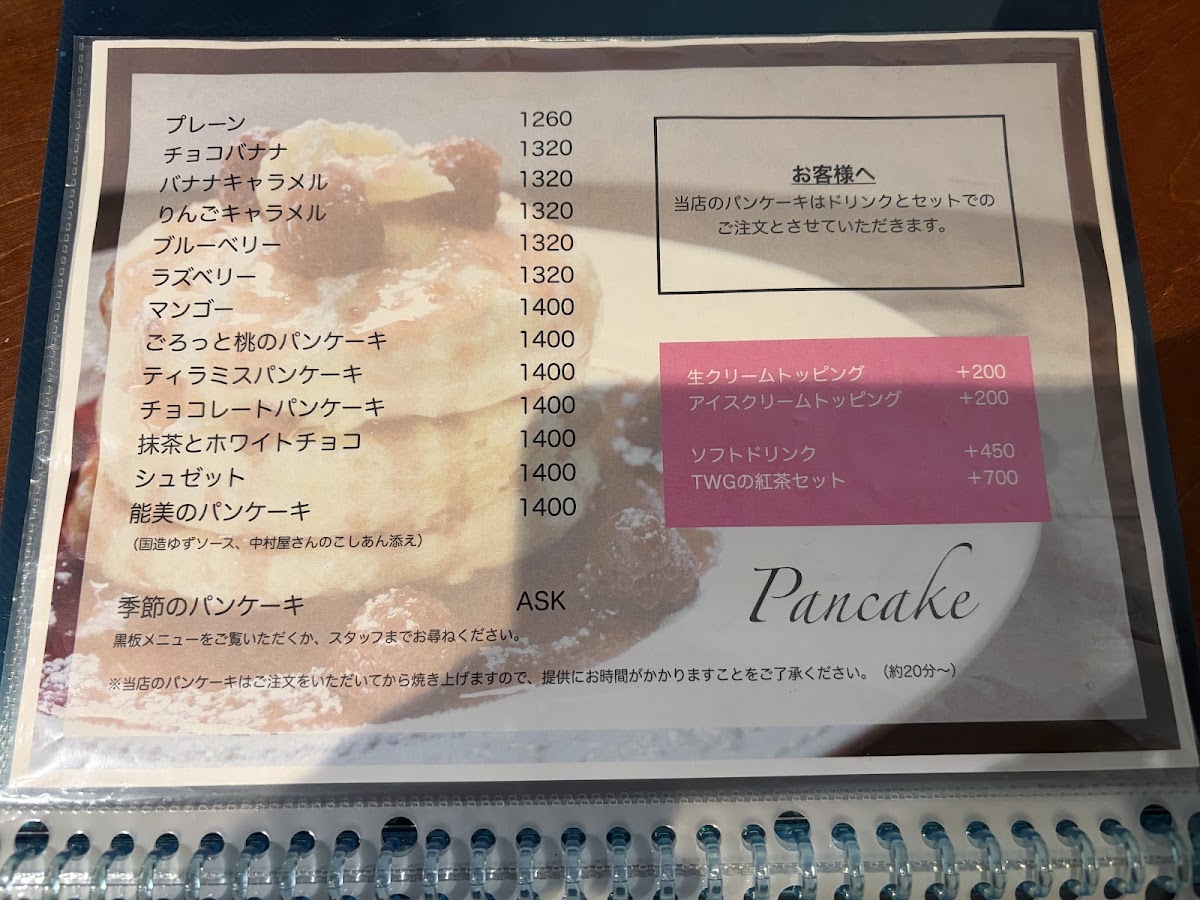 プレーン 1260
チョコバナナ 1320
バナナキャラメル 1320
りんごキャラメル 1320
ブルーベリー 1320
ラズベリー 1320
マンゴー 1400
ごろっと桃のパンケーキ 1400
ティラミスパンケーキ 1400
チョコレートパンケーキ 1400
抹茶とホワイトチョコ 1400
シュゼット 1400
能美のパンケーキ 1400
（国造ゆずソース、中村屋さんのこしあん添え）
季節のパンケーキ ASK
黒板メニューをご覧いただくか、スタッフまでお尋ねください。
※当店のパンケーキはご注文をいただいてから焼き上げますので、提供にお時間がかかりますことをご了承ください。（約20分〜）
お客様へ
当店のパンケーキはドリンクとセットでの
ご注文とさせていただきます。
生クリームトッピング +200
アイスクリームトッピング +200
ソフトドリンク +450
TWGの紅茶セット +700
Pancake